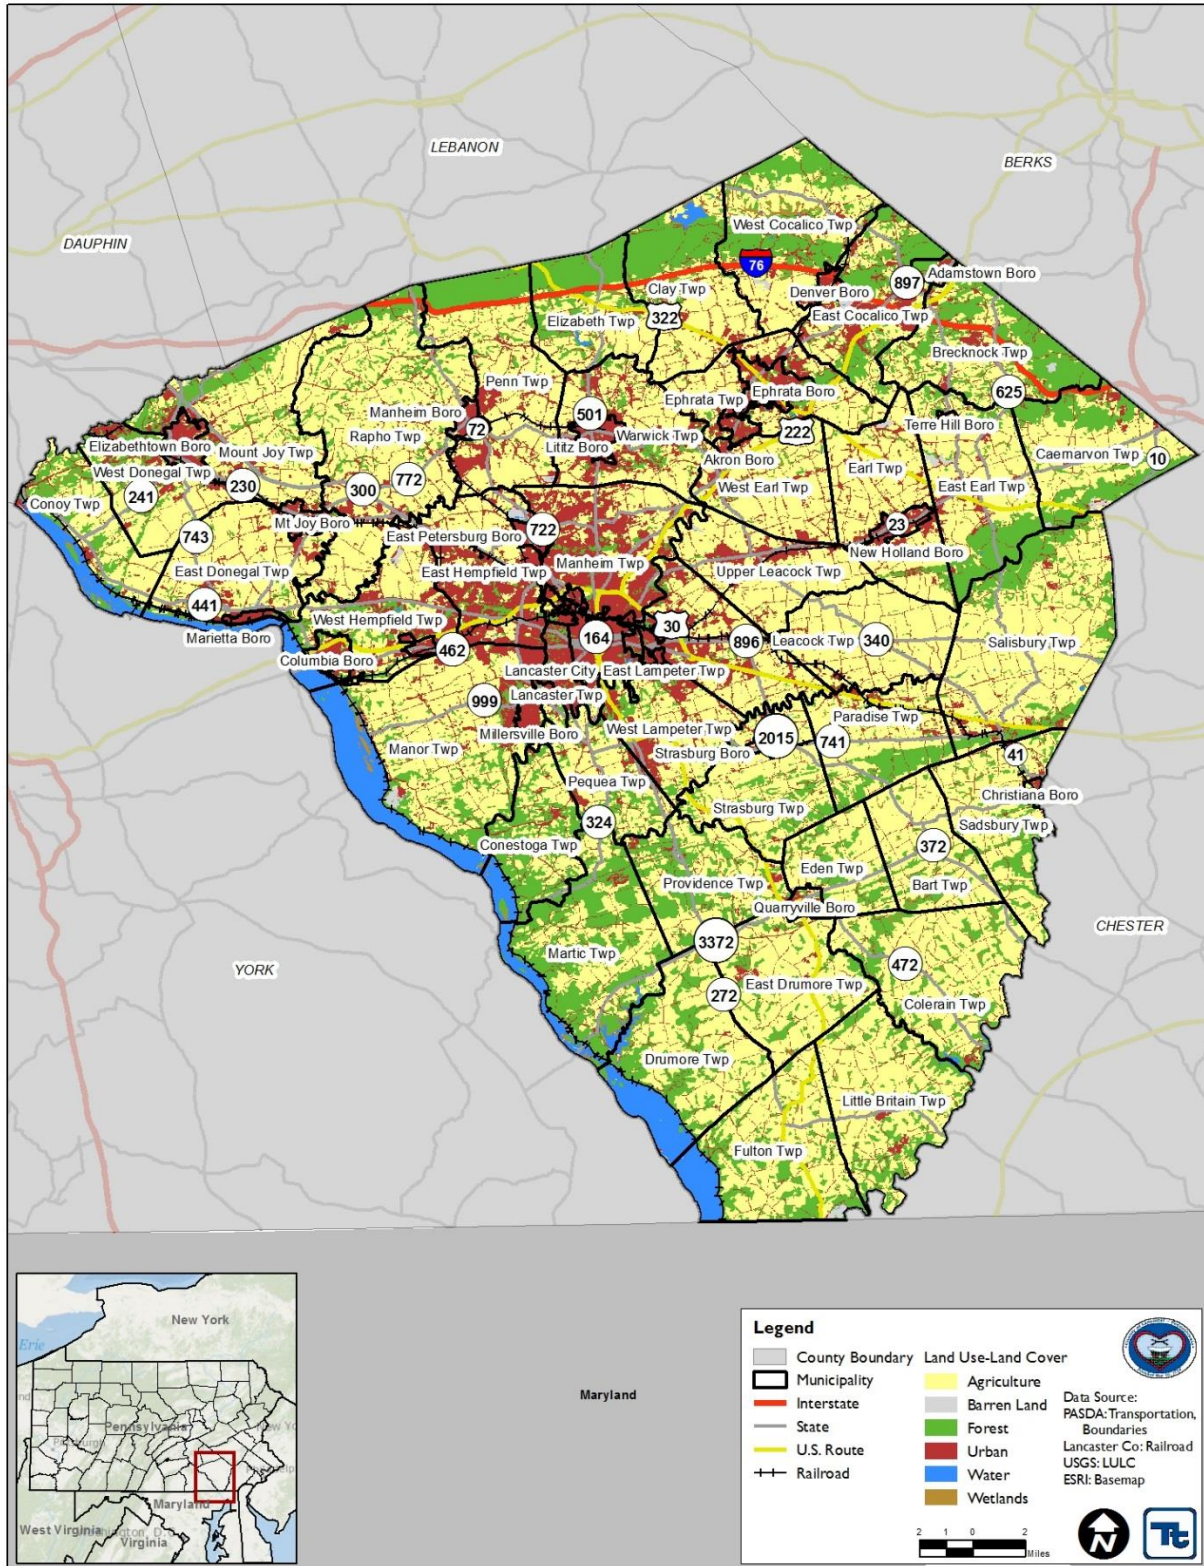 LEBANON
BERKS
DAUPHIN
West Cocalico Twp
76
Clay Twp
Denver Boro
897
Adamstown Boro
322
Elizabeth Twp
East Cocalico Twp
Brecknock Twp
Penn Twp
Ephrata Boro
625
Manheim Boro
501
Ephrata Twp
Terre Hill Boro
72
Rapho Twp
Lititz Boro
Warwick Twp
222
Elizabethtown Boro
Mount Joy Twp
Akron Boro
Earl Twp
Caernarvon Twp
10
West Donegal Twp
241
230
300
772
West Earl Twp
East Earl Twp
Conoy Twp
Mt Joy Boro
722
23
743
East Petersburg Boro
New Holland Boro
East Donegal Twp
East Hempfield Twp
Manheim Twp
Upper Leacock Twp
441
West Hempfield Twp
30
Marietta Boro
164
896
Leacock Twp
340
Salisbury Twp
462
Columbia Boro
Lancaster City
East Lampeter Twp
999
Lancaster Twp
Paradise Twp
Millersville Boro
West Lampeter Twp
2015
741
Manor Twp
Strasburg Boro
41
Pequea Twp
Christiana Boro
Strasburg Twp
324
Sadsbury Twp
Conestoga Twp
372
Eden Twp
Bart Twp
Providence Twp
Quarryville Boro
CHESTER
3372
Martic Twp
YORK
472
272
East Drumore Twp
Colerain Twp
Drumore Twp
Little Britain Twp
Fulton Twp
Maryland
New York
Erie
Pennsylvania
Pittsburgh
Maryland
West Virginia
Washington, D.C.
Virginia
Legend
County Boundary
Municipality
Interstate
State
U.S. Route
Railroad
Land Use-Land Cover
Agriculture
Barren Land
Forest
Urban
Water
Wetlands
Data Source:
PASDA: Transportation,
Boundaries
Lancaster Co: Railroad
USGS: LULC
ESRI: Basemap
2 1 0 2
Miles
N
Tt